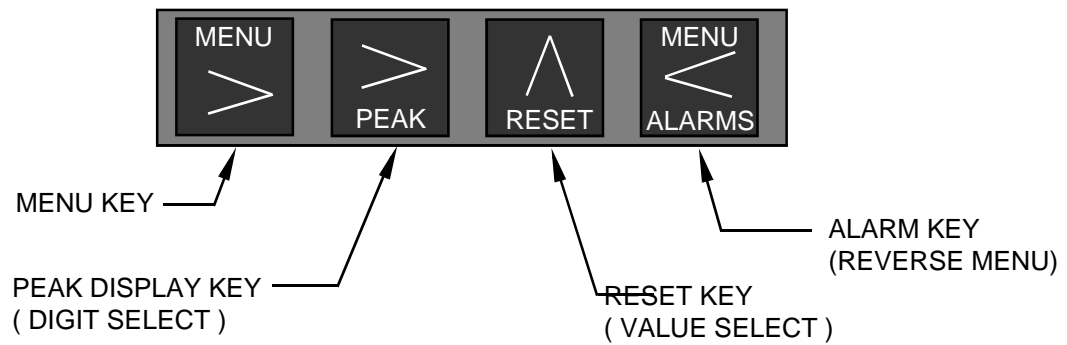 MENU
PEAK
RESET
MENU
ALARMS
MENU KEY
PEAK DISPLAY KEY
( DIGIT SELECT )
RESET KEY
( VALUE SELECT )
ALARM KEY
(REVERSE MENU)